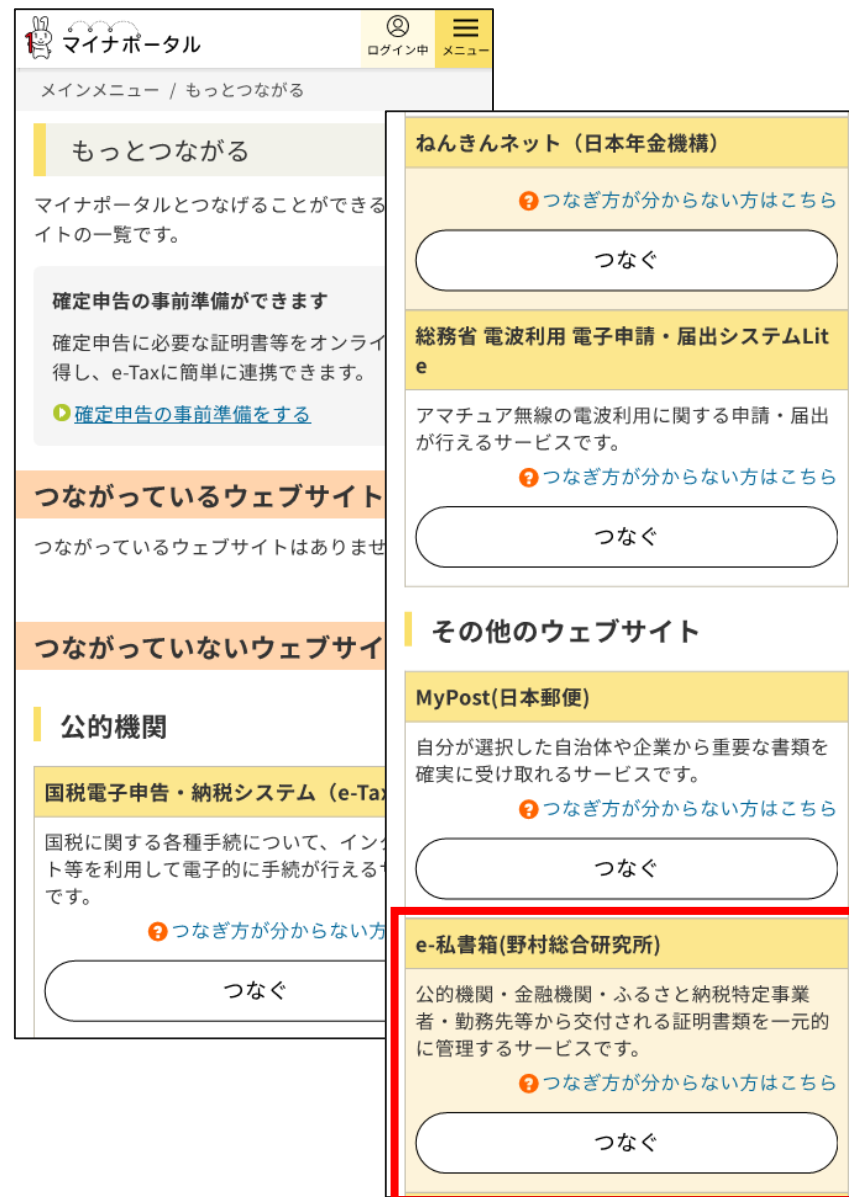 マイナポータル
ログイン中
メニュー
メインメニュー / もっとつながる
もっとつながる
マイナポータルとつなげることができる
イトの一覧です。
確定申告の事前準備ができます
確定申告に必要な証明書等をオンライ
得し、e-Taxに簡単に連携できます。
確定申告の事前準備をする
つながっているウェブサイト
つながっているウェブサイトはありませ
つながっていないウェブサイ
公的機関
国税電子申告・納税システム（e-Tax
国税に関する各種手続について、イン
ト等を利用して電子的に手続が行える
です。
つなぎ方が分からない方
つなぐ
ねんきんネット（日本年金機構）
つなぎ方が分からない方はこちら
つなぐ
総務省 電波利用 電子申請・届出システムLit
e
アマチュア無線の電波利用に関する申請・届出
が行えるサービスです。
つなぎ方が分からない方はこちら
つなぐ
その他のウェブサイト
MyPost(日本郵便)
自分が選択した自治体や企業から重要な書類を
確実に受け取れるサービスです。
つなぎ方が分からない方はこちら
つなぐ
e-私書箱(野村総合研究所)
公的機関・金融機関・ふるさと納税特定事業
者・勤務先等から交付される証明書類を一元的
に管理するサービスです。
つなぎ方が分からない方はこちら
つなぐ